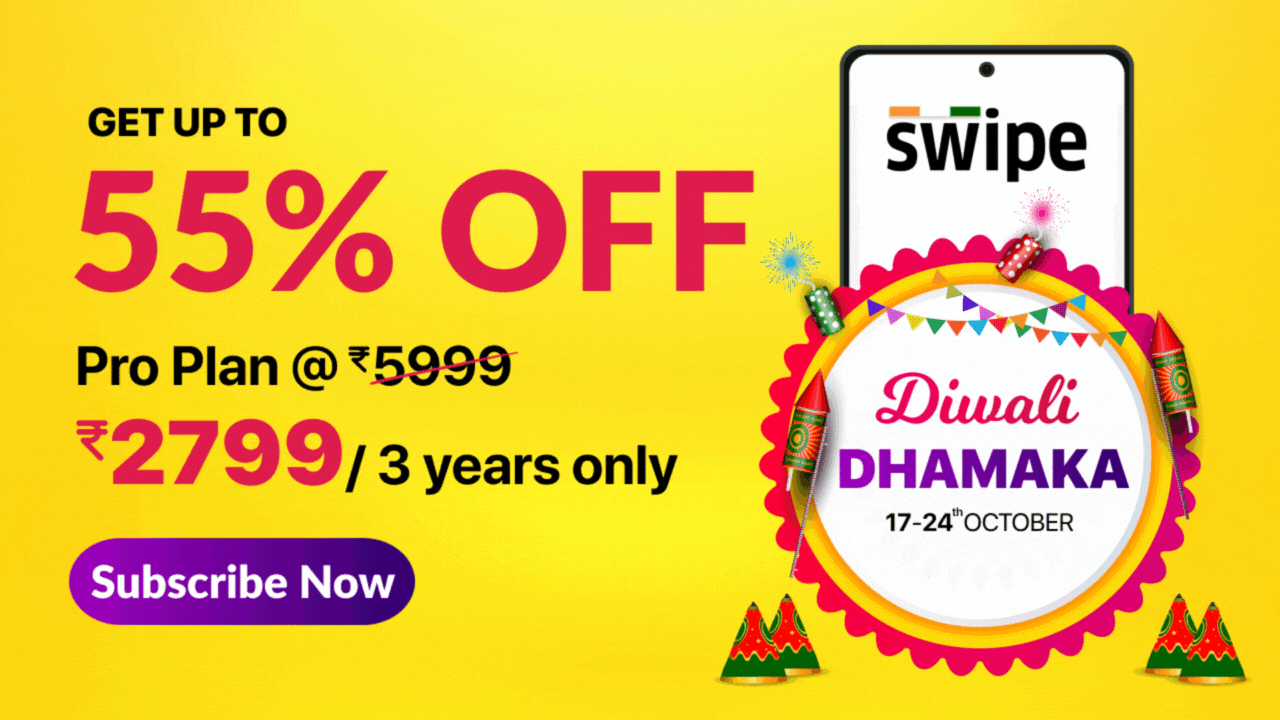 GET UP TO
55% OFF
Pro Plan @ ₹5999
₹2799/ 3 years only
Subscribe Now
swipe
Diwali
DHAMAKA
17-24th OCTOBER